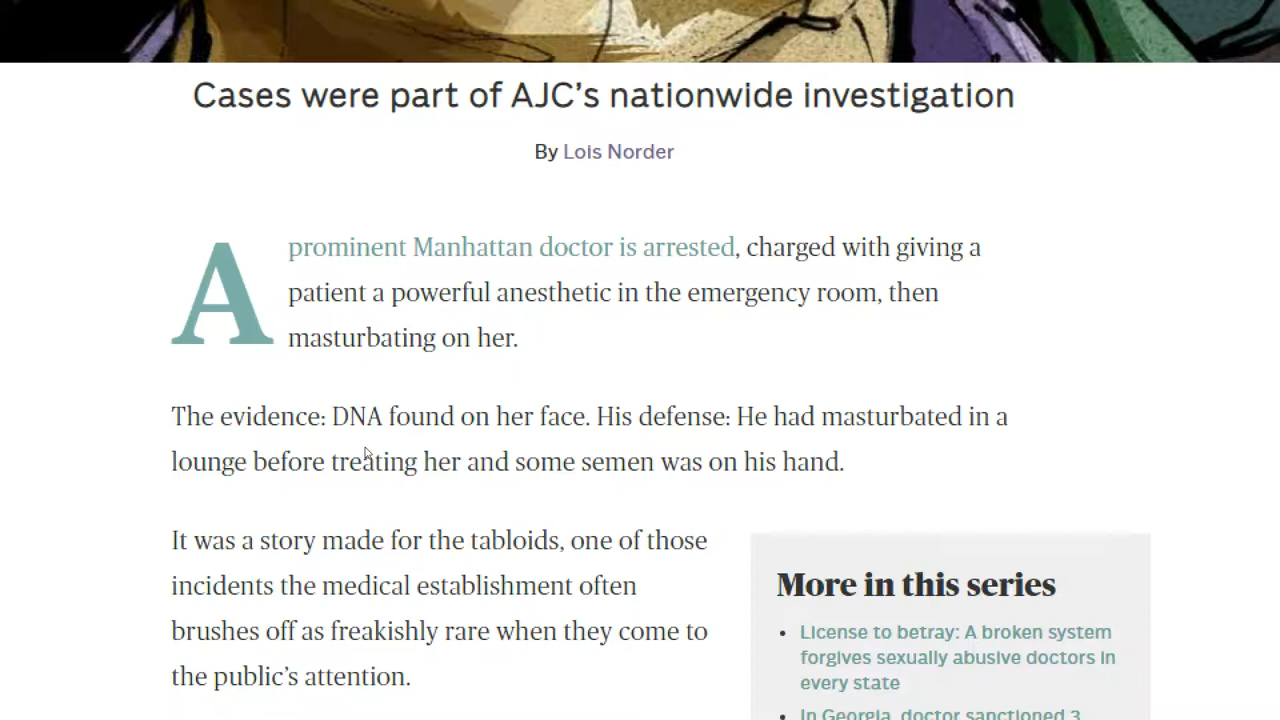 Cases were part of AJC’s nationwide investigation
By Lois Norder
A prominent Manhattan doctor is arrested, charged with giving a
patient a powerful anesthetic in the emergency room, then
masturbating on her.
The evidence: DNA found on her face. His defense: He had masturbated in a
lounge before treating her and some semen was on his hand.
It was a story made for the tabloids, one of those
incidents the medical establishment often
brushes off as freakishly rare when they come to
the public’s attention.
More in this series
• License to betray: A broken system
forgives sexually abusive doctors in
every state
• In Georgia, doctor sanctioned 3